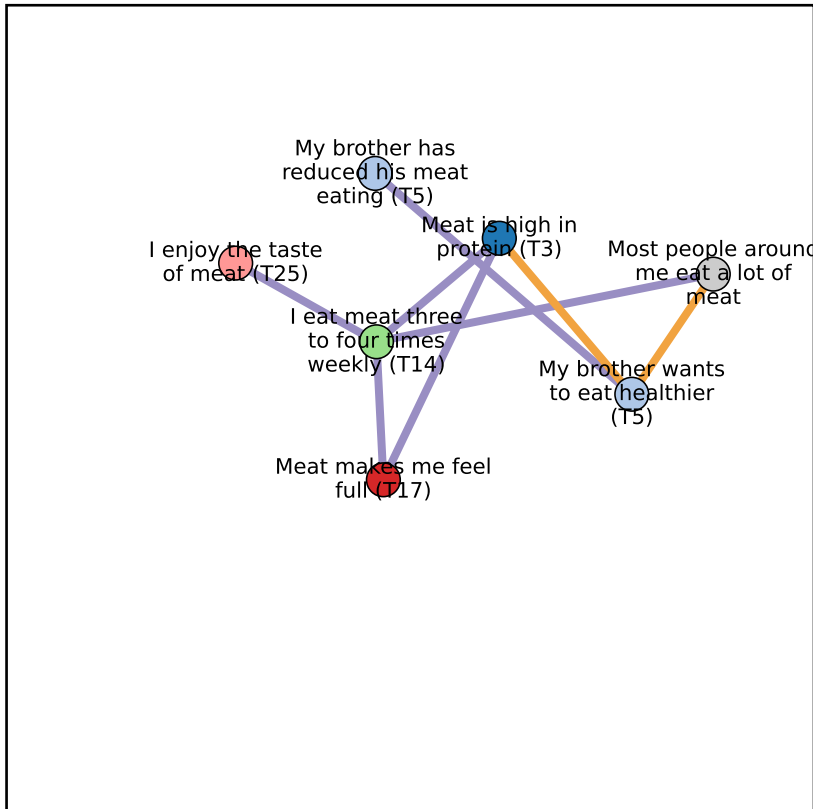 My brother has
reduced his meat
eating (T5)
Meat is high in
protein (T3)
I enjoy the taste
of meat (T25)
Most people around
me eat a lot of
meat
I eat meat three
to four times
weekly (T14)
My brother wants
to eat healthier
(T5)
Meat makes me feel
full (T17)